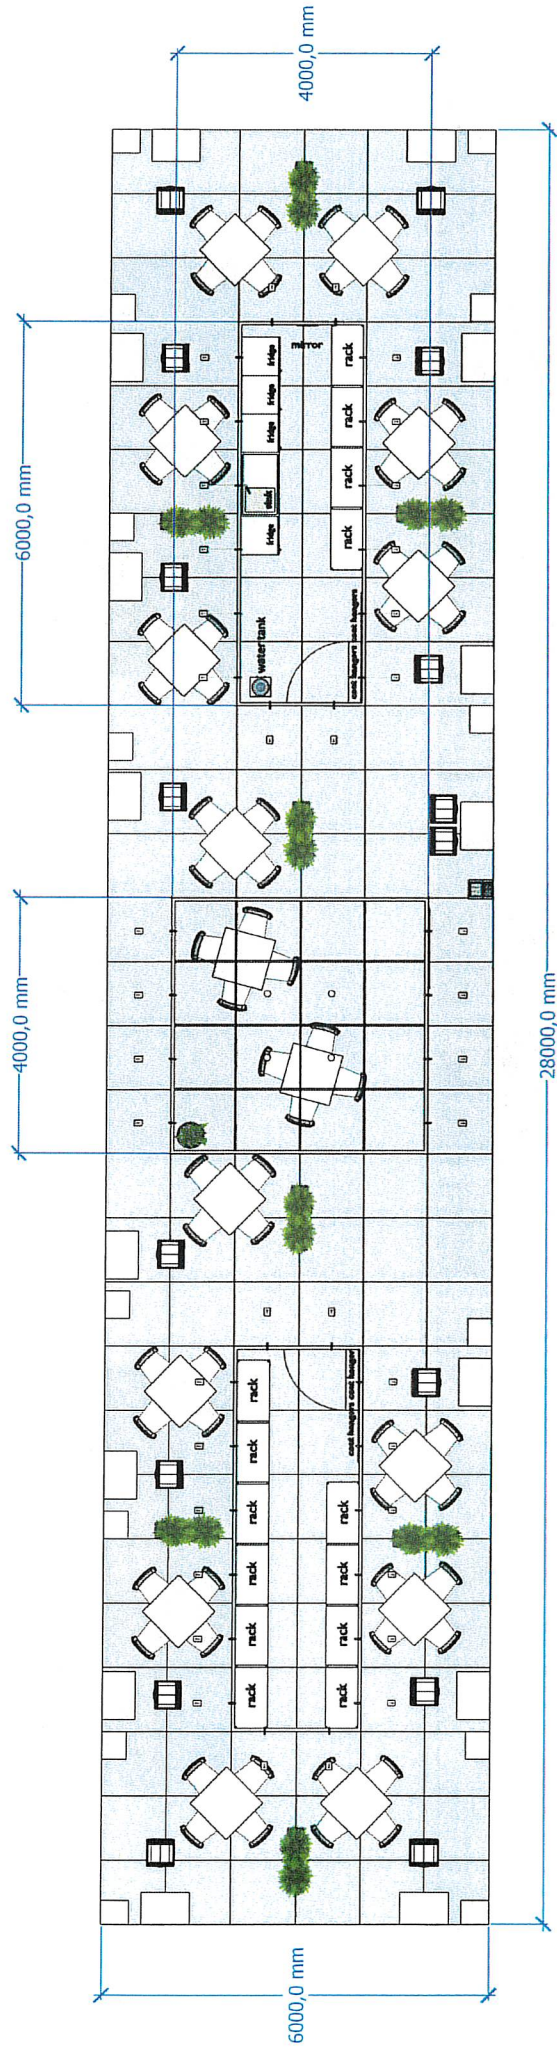 4000,0 mm
6000,0 mm
rack
rack
rack
rack
rack
rack
water tank
fridge
sink
fridge
fridge
fridge
mirror
4000,0 mm
6000,0 mm
rack
rack
rack
rack
coat hangers coat hanger
coat hangers coat hangers
rack
rack
rack
rack
28000,0 mm